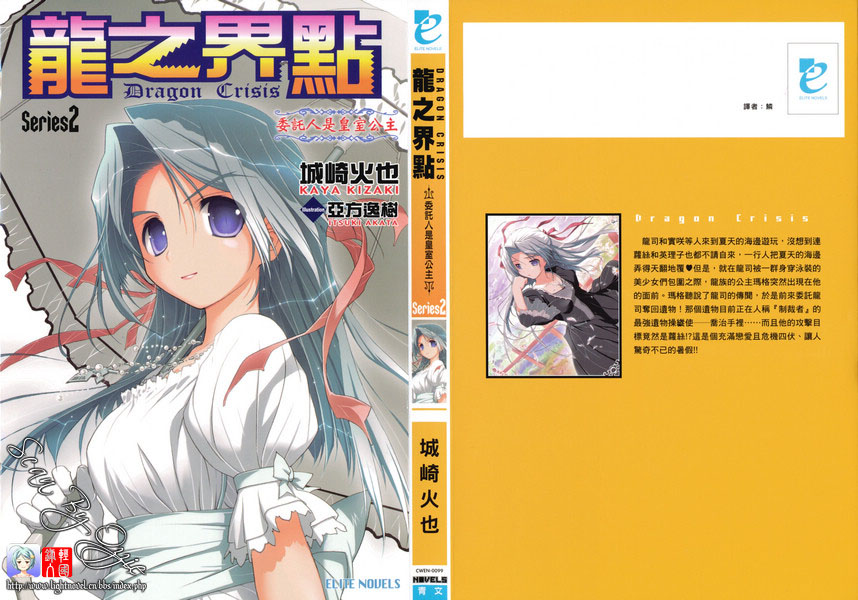 龍之界點
Dragon Crisis
Series2
委託人是皇室公主
城崎火也
KAYA KIZAKI
Illustration 亞方逸樹
ITSUKI AKATA
Scan By
輕國
http://www.lightnovel.cn/bbs/index.php
ELITE NOVELS
e
ELITE NOVELS
龍之界點
DRAGON CRISIS
委託人是皇室公主
Series2
城崎火也
CWEN-0099
NOVELS
青文
e
ELITE NOVELS
譯者：鱗
Dragon Crisis
龍司和實咲等人來到夏天的海邊遊玩，沒想到連
羅絲和英理子也都不請自來，一行人把夏天的海邊
弄得天翻地覆♥但是，就在龍司被一群身穿泳裝的
美少女們包圍之際，龍族的公主瑪格突然出現在他
的面前。瑪格聽說了龍司的傳聞，於是前來委託龍
司奪回遺物！那個遺物目前正在人稱『制裁者』的
最強遺物操轆使——喬治手裡……而且他的攻擊目
標竟然是羅絲!?這是個充滿戀愛且危機四伏、讓人
驚奇不已的暑假!!